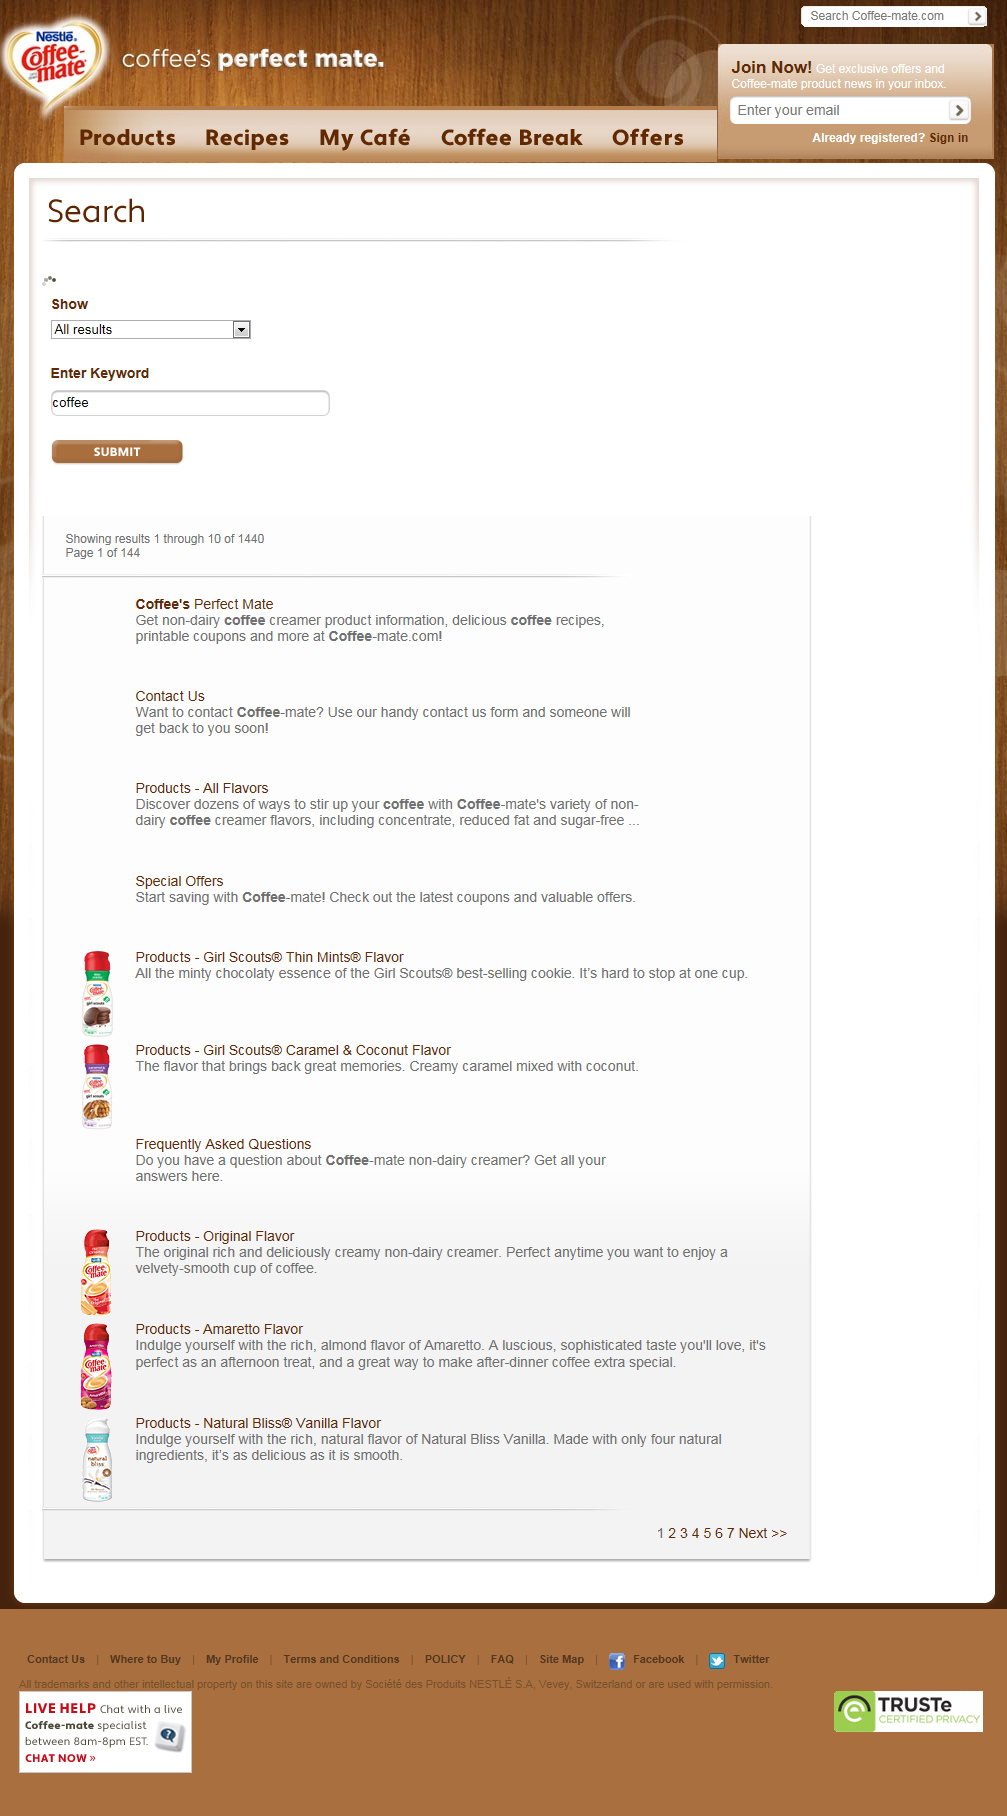 Search Coffee-mate.com
Nestlé®
Coffee-
mate
coffee's perfect mate.
Join Now! Get exclusive offers and
Coffee-mate product news in your inbox.
Enter your email
Already registered? Sign in
Products Recipes My Café Coffee Break Offers
Search
Show
All results
Enter Keyword
coffee
SUBMIT
Showing results 1 through 10 of 1440
Page 1 of 144
Coffee's Perfect Mate
Get non-dairy coffee creamer product information, delicious coffee recipes,
printable coupons and more at Coffee-mate.com!
Contact Us
Want to contact Coffee-mate? Use our handy contact us form and someone will
get back to you soon!
Products - All Flavors
Discover dozens of ways to stir up your coffee with Coffee-mate's variety of non-
dairy coffee creamer flavors, including concentrate, reduced fat and sugar-free ...
Special Offers
Start saving with Coffee-mate! Check out the latest coupons and valuable offers.
Products - Girl Scouts® Thin Mints® Flavor
All the minty chocolaty essence of the Girl Scouts® best-selling cookie. It’s hard to stop at one cup.
Products - Girl Scouts® Caramel & Coconut Flavor
The flavor that brings back great memories. Creamy caramel mixed with coconut.
Frequently Asked Questions
Do you have a question about Coffee-mate non-dairy creamer? Get all your
answers here.
Products - Original Flavor
The original rich and deliciously creamy non-dairy creamer. Perfect anytime you want to enjoy a
velvety-smooth cup of coffee.
Products - Amaretto Flavor
Indulge yourself with the rich, almond flavor of Amaretto. A luscious, sophisticated taste you'll love, it's
perfect as an afternoon treat, and a great way to make after-dinner coffee extra special.
Products - Natural Bliss® Vanilla Flavor
Indulge yourself with the rich, natural flavor of Natural Bliss Vanilla. Made with only four natural
ingredients, it’s as delicious as it is smooth.
1 2 3 4 5 6 7 Next >>
Contact Us | Where to Buy | My Profile | Terms and Conditions | POLICY | FAQ | Site Map | Facebook | Twitter
All trademarks and other intellectual property on this site are owned by Société des Produits NESTLÉ S.A, Vevey, Switzerland or are used with permission.
LIVE HELP Chat with a live
Coffee-mate specialist
between 8am-8pm EST.
CHAT NOW »
TRUSTe
CERTIFIED PRIVACY